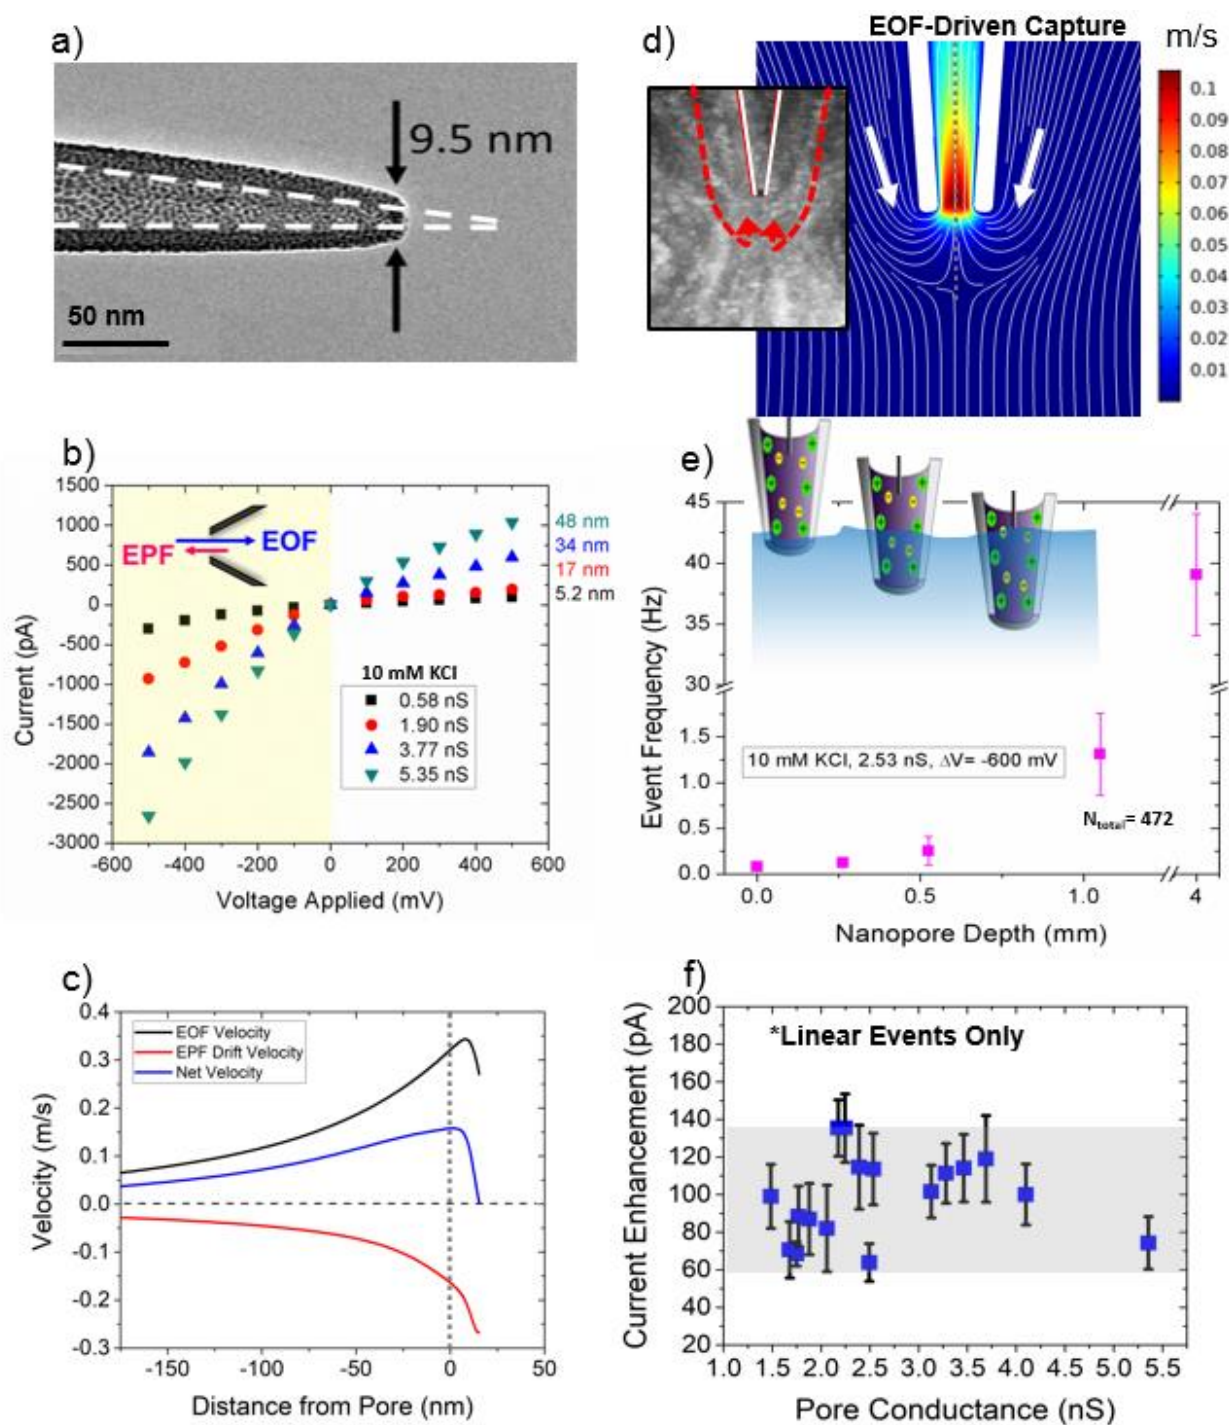 a)
9.5 nm
50 nm
b)
1500
1000
500
0
-500
-1000
-1500
-2000
-2500
-3000
Current (pA)
EPF
EOF
48 nm
34 nm
17 nm
5.2 nm
10 mM KCl
0.58 nS
1.90 nS
3.77 nS
5.35 nS
-600 -400 -200 0 200 400 600
Voltage Applied (mV)
c)
0.4
0.3
0.2
0.1
0.0
-0.1
-0.2
-0.3
Velocity (m/s)
EOF Velocity
EPF Drift Velocity
Net Velocity
-150 -100 -50 0 50
Distance from Pore (nm)
d)
EOF-Driven Capture
m/s
0.1
0.09
0.08
0.07
0.06
0.05
0.04
0.03
0.02
0.01
e)
45
40
35
30
1.5
1.0
0.5
0.0
Event Frequency (Hz)
10 mM KCl, 2.53 nS, ΔV= -600 mV
Ntotal= 472
0.0 0.5 1.0 4
Nanopore Depth (mm)
f)
200
180
160
140
120
100
80
60
40
20
Current Enhancement (pA)
*Linear Events Only
1.0 1.5 2.0 2.5 3.0 3.5 4.0 4.5 5.0 5.5
Pore Conductance (nS)